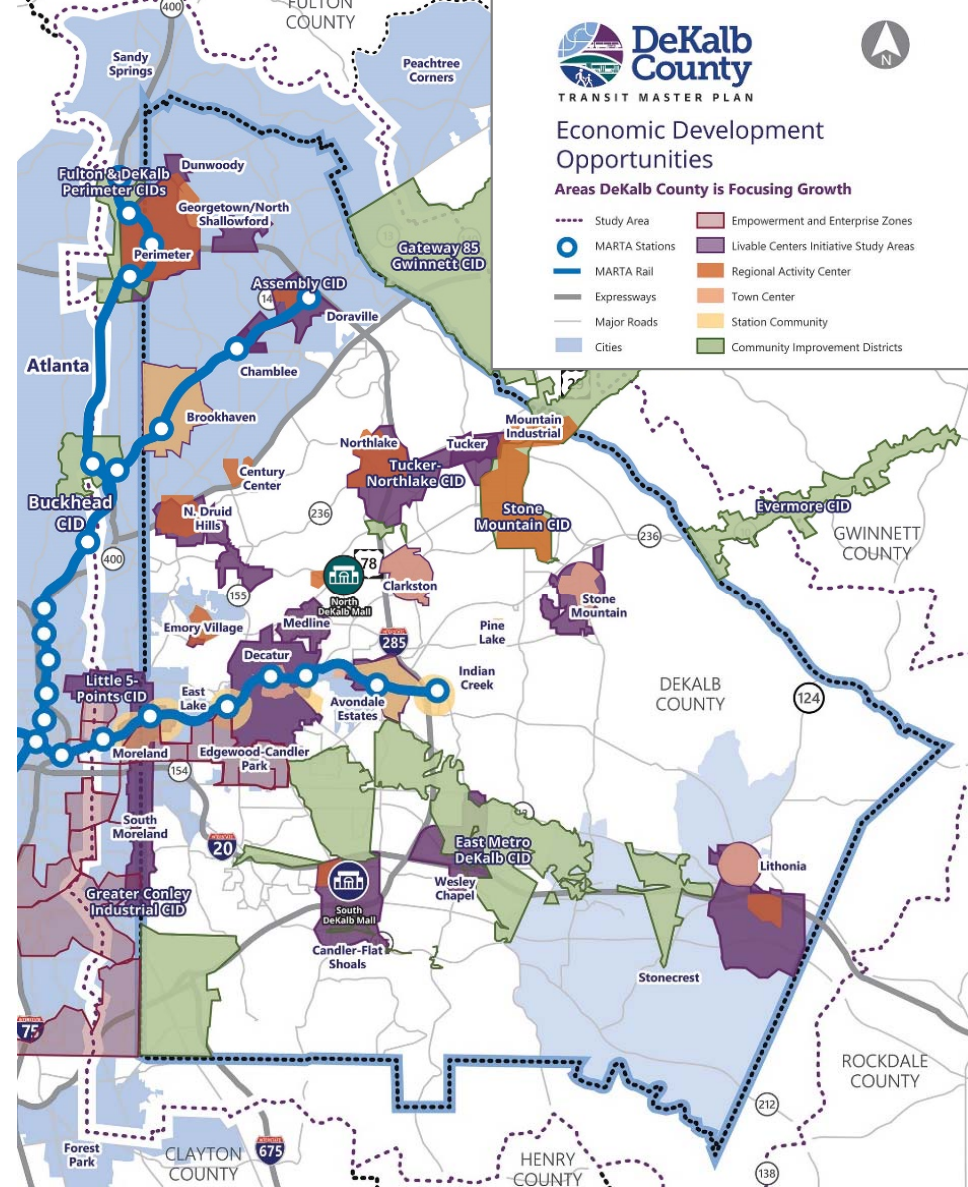 400
FULTON
COUNTY
Sandy
Springs
Peachtree
Corners
DeKalb
County
TRANSIT MASTER PLAN
N
Economic Development
Opportunities
Areas DeKalb County is Focusing Growth
Study Area
MARTA Stations
MARTA Rail
Expressways
Major Roads
Cities
Empowerment and Enterprise Zones
Livable Centers Initiative Study Areas
Regional Activity Center
Town Center
Station Community
Community Improvement Districts
Fulton & DeKalb
Perimeter CIDs
Dunwoody
Georgetown/North
Shallowford
Perimeter
13
Gateway 85
Gwinnett CID
Assembly CID
14
Doraville
Atlanta
Chamblee
Brookhaven
Mountain
Industrial
Northlake
Tucker
Tucker-
Northlake CID
Century
Center
Buckhead
CID
N. Druid
Hills
236
Stone
Mountain CID
Evermore CID
236
GWINNETT
COUNTY
400
78
155
North
DeKalb Mall
Clarkston
Stone
Mountain
Emory Village
Medline
285
Pine
Lake
Decatur
Indian
Creek
Little 5-
Points CID
East
Lake
Avondale
Estates
DEKALB
COUNTY
124
Moreland
Edgewood-Candler
Park
154
South
Moreland
20
East Metro
DeKalb CID
Wesley
Chapel
Lithonia
Greater Conley
Industrial CID
South
DeKalb Mall
Candler-Flat
Shoals
Stonecrest
75
ROCKDALE
COUNTY
212
Forest
Park
CLAYTON
COUNTY
675
HENRY
COUNTY
138